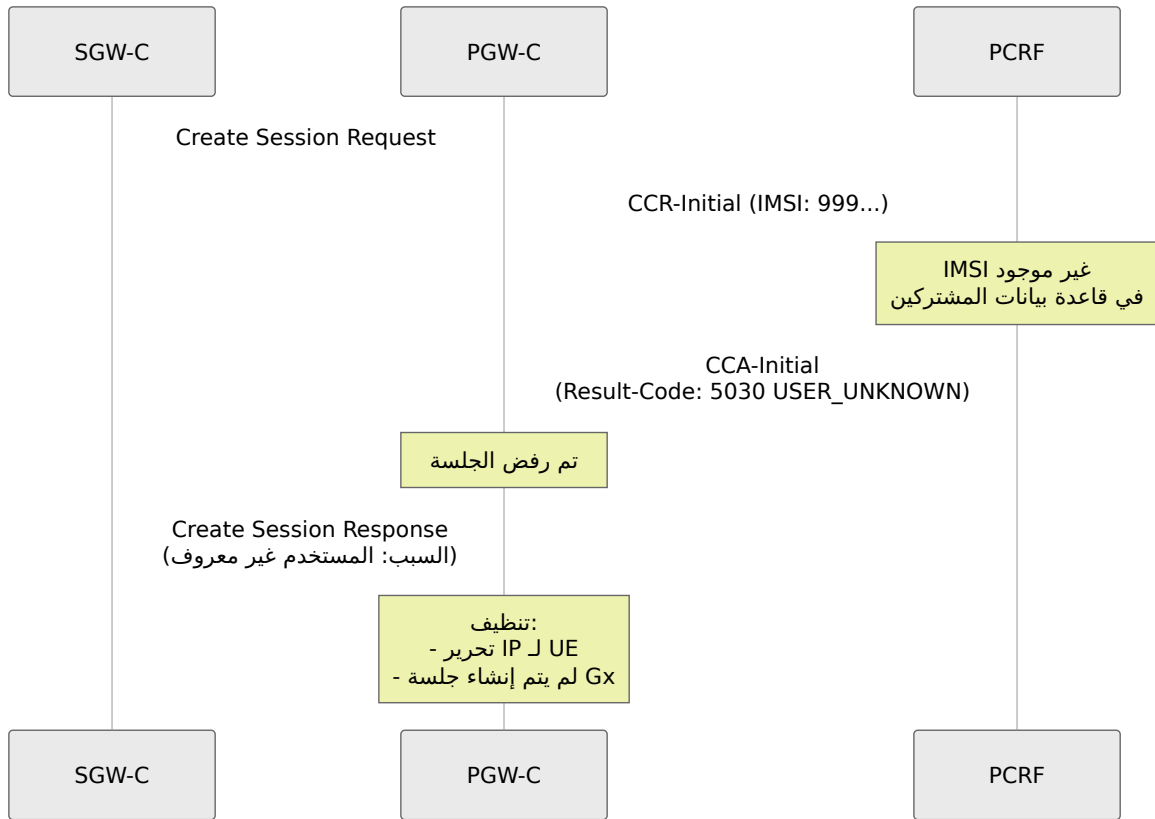 SGW-C
PGW-C
PCRF
Create Session Request
CCR-Initial (IMSI: 999...)
IMSI غير موجود
في قاعدة بيانات المشتركين
CCA-Initial
(Result-Code: 5030 USER_UNKNOWN)
تم رفض الجلسة
Create Session Response
(السبب: المستخدم غير معروف)
تنظيف:
- تحرير IP لـ UE
- لم يتم إنشاء جلسة Gx
SGW-C
PGW-C
PCRF